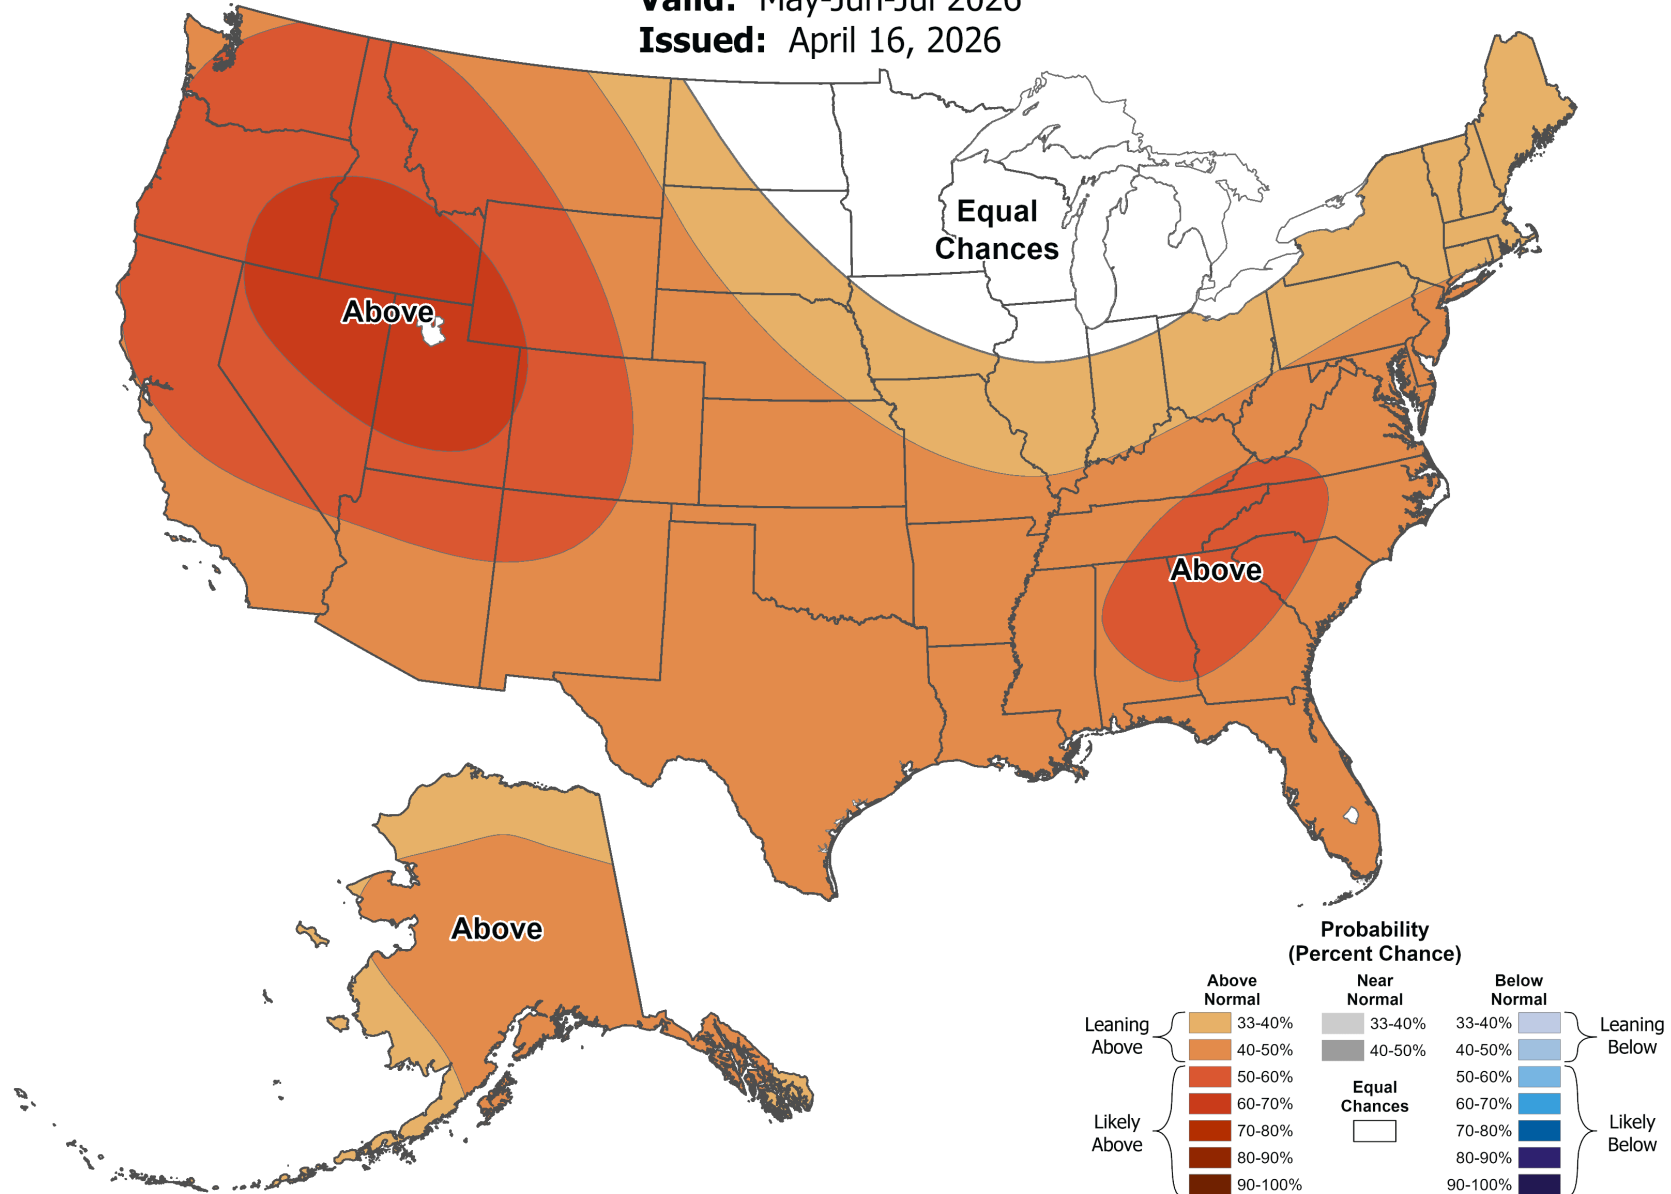 Valid: May-Jun-Jul 2026
Issued: April 16, 2026
Equal
Chances
Above
Above
Above
Probability
(Percent Chance)
Above
Normal
Near
Normal
Below
Normal
Leaning
Above
33-40%
40-50%
33-40%
40-50%
33-40%
40-50%
Leaning
Below
Likely
Above
50-60%
60-70%
70-80%
80-90%
90-100%
Equal
Chances
50-60%
60-70%
70-80%
80-90%
90-100%
Likely
Below